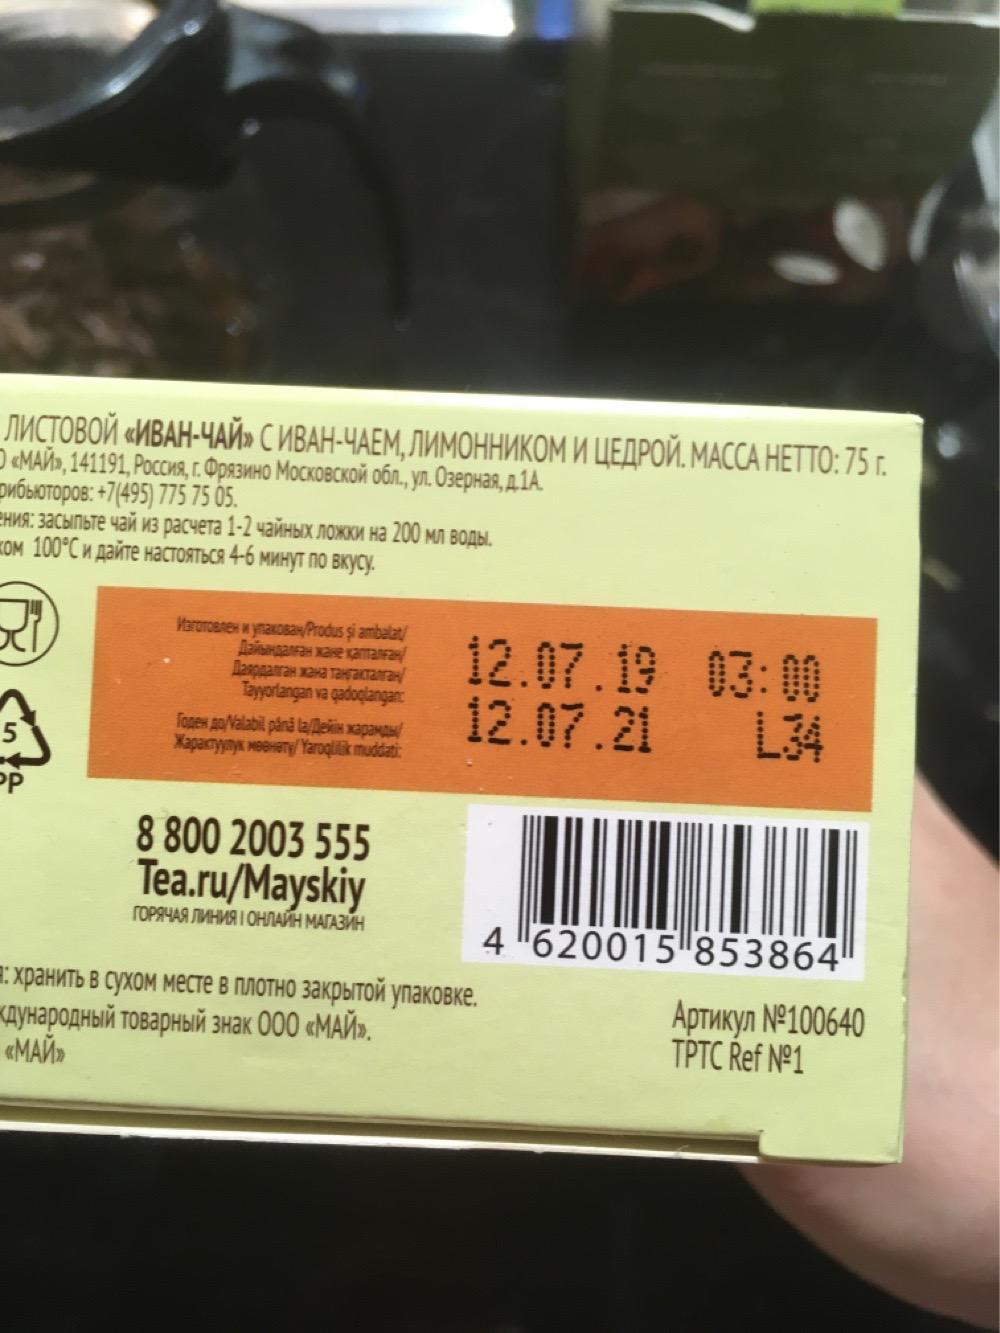 ЛИСТОВОЙ «ИВАН-ЧАЙ» С ИВАН-ЧАЕМ, ЛИМОННИКОМ И ЦЕДРОЙ. МАССА НЕТТО: 75 г.
О «МАЙ», 141191, Россия, г. Фрязино Московской обл., ул. Озерная, д.1А.
рибьюторов: +7(495) 775 75 05.
ения: засыпьте чай из расчета 1-2 чайных ложки на 200 мл воды.
ком 100°С и дайте настояться 4-6 минут по вкусу.
Изготовлен и упакован/Produs și ambalat/
Дайындалған және қапталған/
Даярдалган жана таңгакталган/
Tayyorlangan va qadoqlangan:
12.07.19 03:00
Годен до/Valabil până la/Дейін жарамды/
Жарактуулук мөөнөтү/ Yaroqlilik muddati:
12.07.21 L34
5
PP
8 800 2003 555
Tea.ru/Mayskiy
ГОРЯЧАЯ ЛИНИЯ I ОНЛАЙН МАГАЗИН
4 620015 853864
я: хранить в сухом месте в плотно закрытой упаковке.
ждународный товарный знак ООО «МАЙ».
«МАЙ»
Артикул №100640
ТРТС Ref №1